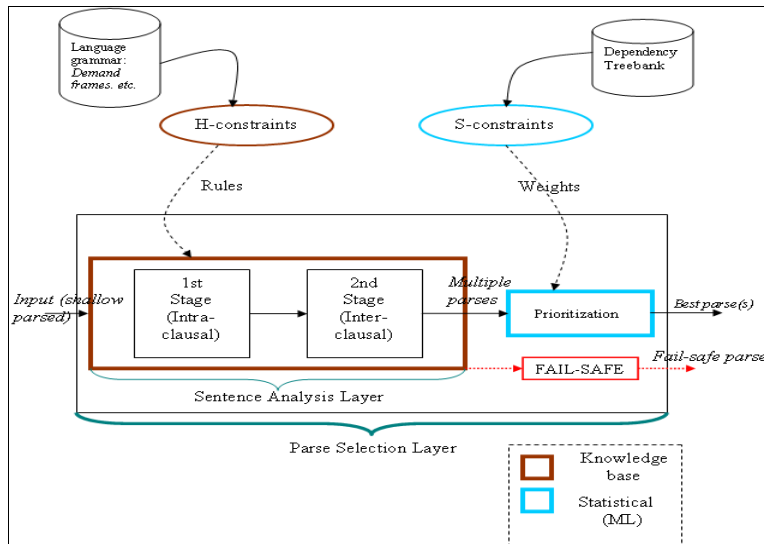 Language
grammar:
Demand
frames. etc.
Dependency
Treebank
H-constraints
S-constraints
Rules
Weights
Input (shallow
parsed)
1st
Stage
(Intra-
clausal)
2nd
Stage
(Inter-
clausal)
Multiple
parses
Prioritization
Best parse(s)
FAIL-SAFE
Fail-safe parse
Sentence Analysis Layer
Parse Selection Layer
Knowledge
base
Statistical
(ML)